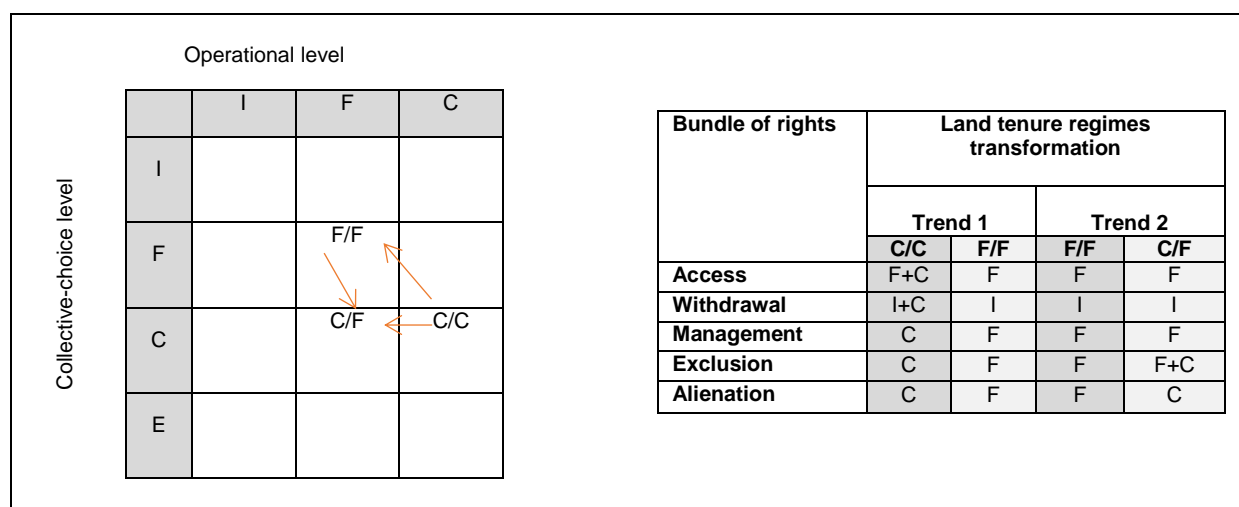 Operational level
I F C
Collective-choice level
I
F F/F
C C/F C/C
E
Bundle of rights Land tenure regimes
transformation
Trend 1 Trend 2
C/C F/F F/F C/F
Access F+C F F F
Withdrawal I+C I I I
Management C F F F
Exclusion C F F F+C
Alienation C F F C